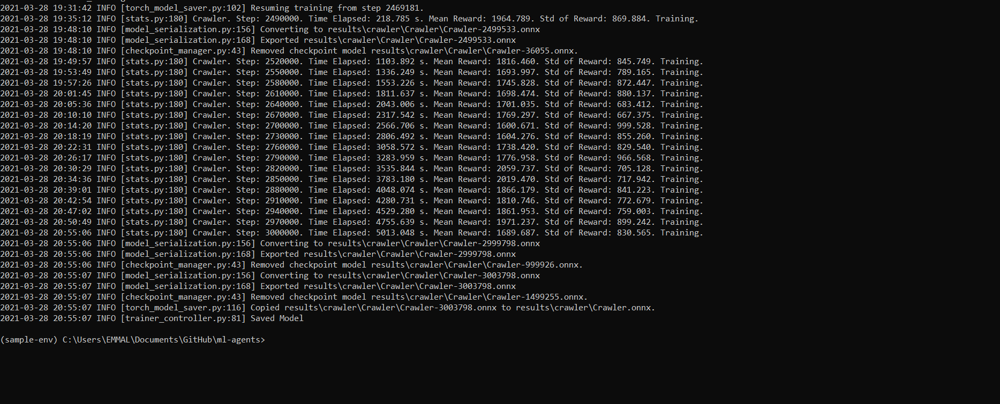 2021-03-28 19:31:42 INFO [torch_model_saver.py:102] Resuming training from step 2469181.
2021-03-28 19:35:12 INFO [stats.py:180] Crawler. Step: 2490000. Time Elapsed: 218.785 s. Mean Reward: 1964.789. Std of Reward: 869.884. Training.
2021-03-28 19:48:10 INFO [model_serialization.py:156] Converting to results\crawler\Crawler\Crawler-2499533.onnx
2021-03-28 19:48:10 INFO [model_serialization.py:168] Exported results\crawler\Crawler\Crawler-2499533.onnx
2021-03-28 19:48:10 INFO [checkpoint_manager.py:43] Removed checkpoint model results\crawler\Crawler\Crawler-36055.onnx.
2021-03-28 19:49:57 INFO [stats.py:180] Crawler. Step: 2520000. Time Elapsed: 1103.892 s. Mean Reward: 1816.460. Std of Reward: 845.749. Training.
2021-03-28 19:53:49 INFO [stats.py:180] Crawler. Step: 2550000. Time Elapsed: 1336.249 s. Mean Reward: 1693.997. Std of Reward: 789.165. Training.
2021-03-28 19:57:26 INFO [stats.py:180] Crawler. Step: 2580000. Time Elapsed: 1553.226 s. Mean Reward: 1745.828. Std of Reward: 872.447. Training.
2021-03-28 20:01:45 INFO [stats.py:180] Crawler. Step: 2610000. Time Elapsed: 1811.637 s. Mean Reward: 1698.474. Std of Reward: 880.137. Training.
2021-03-28 20:05:36 INFO [stats.py:180] Crawler. Step: 2640000. Time Elapsed: 2043.006 s. Mean Reward: 1701.035. Std of Reward: 683.412. Training.
2021-03-28 20:10:10 INFO [stats.py:180] Crawler. Step: 2670000. Time Elapsed: 2317.542 s. Mean Reward: 1769.297. Std of Reward: 667.375. Training.
2021-03-28 20:14:20 INFO [stats.py:180] Crawler. Step: 2700000. Time Elapsed: 2566.706 s. Mean Reward: 1600.671. Std of Reward: 999.528. Training.
2021-03-28 20:18:19 INFO [stats.py:180] Crawler. Step: 2730000. Time Elapsed: 2806.492 s. Mean Reward: 1604.276. Std of Reward: 855.260. Training.
2021-03-28 20:22:31 INFO [stats.py:180] Crawler. Step: 2760000. Time Elapsed: 3058.572 s. Mean Reward: 1738.420. Std of Reward: 829.540. Training.
2021-03-28 20:26:17 INFO [stats.py:180] Crawler. Step: 2790000. Time Elapsed: 3283.959 s. Mean Reward: 1776.958. Std of Reward: 966.568. Training.
2021-03-28 20:30:29 INFO [stats.py:180] Crawler. Step: 2820000. Time Elapsed: 3535.844 s. Mean Reward: 2059.737. Std of Reward: 705.128. Training.
2021-03-28 20:34:36 INFO [stats.py:180] Crawler. Step: 2850000. Time Elapsed: 3783.180 s. Mean Reward: 2019.470. Std of Reward: 717.942. Training.
2021-03-28 20:39:01 INFO [stats.py:180] Crawler. Step: 2880000. Time Elapsed: 4048.074 s. Mean Reward: 1866.179. Std of Reward: 841.223. Training.
2021-03-28 20:42:54 INFO [stats.py:180] Crawler. Step: 2910000. Time Elapsed: 4280.731 s. Mean Reward: 1810.746. Std of Reward: 772.679. Training.
2021-03-28 20:47:02 INFO [stats.py:180] Crawler. Step: 2940000. Time Elapsed: 4529.280 s. Mean Reward: 1861.953. Std of Reward: 759.003. Training.
2021-03-28 20:50:49 INFO [stats.py:180] Crawler. Step: 2970000. Time Elapsed: 4755.639 s. Mean Reward: 1971.237. Std of Reward: 899.242. Training.
2021-03-28 20:55:06 INFO [stats.py:180] Crawler. Step: 3000000. Time Elapsed: 5013.048 s. Mean Reward: 1689.687. Std of Reward: 830.565. Training.
2021-03-28 20:55:06 INFO [model_serialization.py:156] Converting to results\crawler\Crawler\Crawler-2999798.onnx
2021-03-28 20:55:06 INFO [model_serialization.py:168] Exported results\crawler\Crawler\Crawler-2999798.onnx
2021-03-28 20:55:06 INFO [checkpoint_manager.py:43] Removed checkpoint model results\crawler\Crawler\Crawler-999926.onnx.
2021-03-28 20:55:07 INFO [model_serialization.py:156] Converting to results\crawler\Crawler\Crawler-3003798.onnx
2021-03-28 20:55:07 INFO [model_serialization.py:168] Exported results\crawler\Crawler\Crawler-3003798.onnx
2021-03-28 20:55:07 INFO [checkpoint_manager.py:43] Removed checkpoint model results\crawler\Crawler\Crawler-1499255.onnx.
2021-03-28 20:55:07 INFO [torch_model_saver.py:116] Copied results\crawler\Crawler\Crawler-3003798.onnx to results\crawler\Crawler.onnx.
2021-03-28 20:55:07 INFO [trainer_controller.py:81] Saved Model
(sample-env) C:\Users\EMMAL\Documents\GitHub\ml-agents>